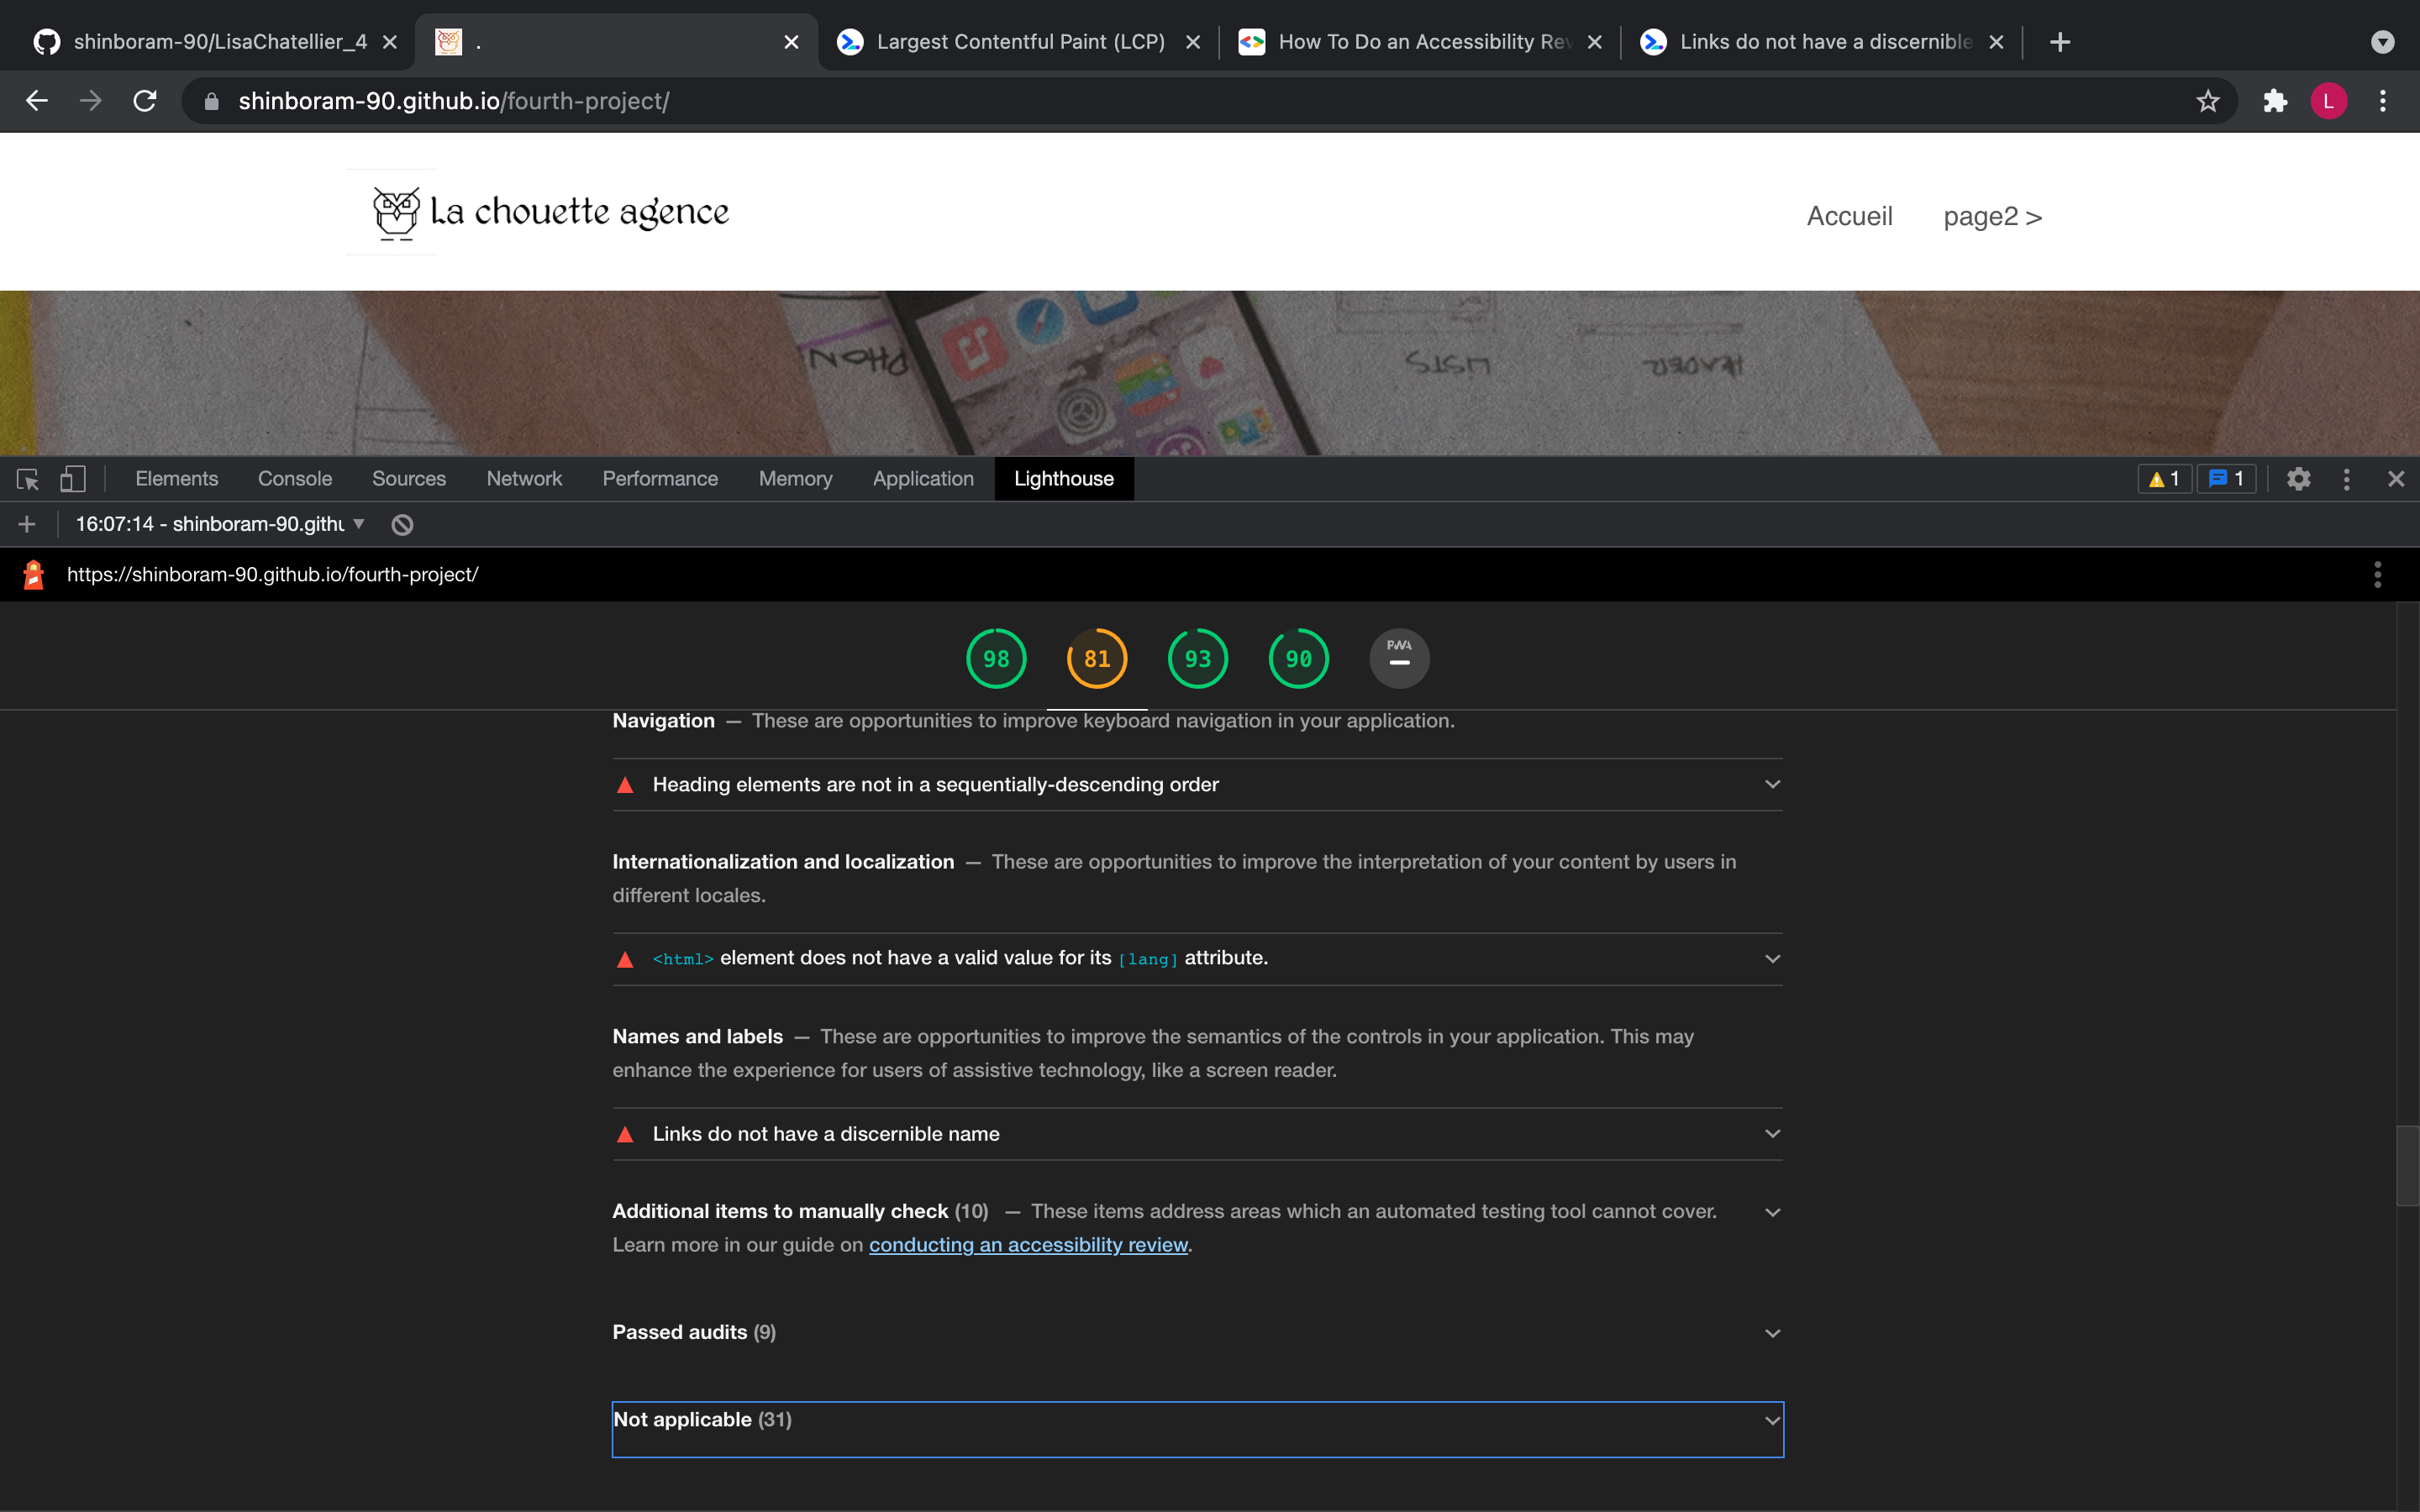 shinboram-90/LisaChatellier_4
.
Largest Contentful Paint (LCP)
How To Do an Accessibility Rev
Links do not have a discernible
shinboram-90.github.io/fourth-project/
L
La chouette agence
Accueil
page2 >
PHON
LISTS
HEADER
Elements
Console
Sources
Network
Performance
Memory
Application
Lighthouse
1
1
16:07:14 - shinboram-90.githu
https://shinboram-90.github.io/fourth-project/
98
81
93
90
PWA
Navigation — These are opportunities to improve keyboard navigation in your application.
Heading elements are not in a sequentially-descending order
Internationalization and localization — These are opportunities to improve the interpretation of your content by users in
different locales.
<html> element does not have a valid value for its [lang] attribute.
Names and labels — These are opportunities to improve the semantics of the controls in your application. This may
enhance the experience for users of assistive technology, like a screen reader.
Links do not have a discernible name
Additional items to manually check (10) — These items address areas which an automated testing tool cannot cover.
Learn more in our guide on conducting an accessibility review.
Passed audits (9)
Not applicable (31)